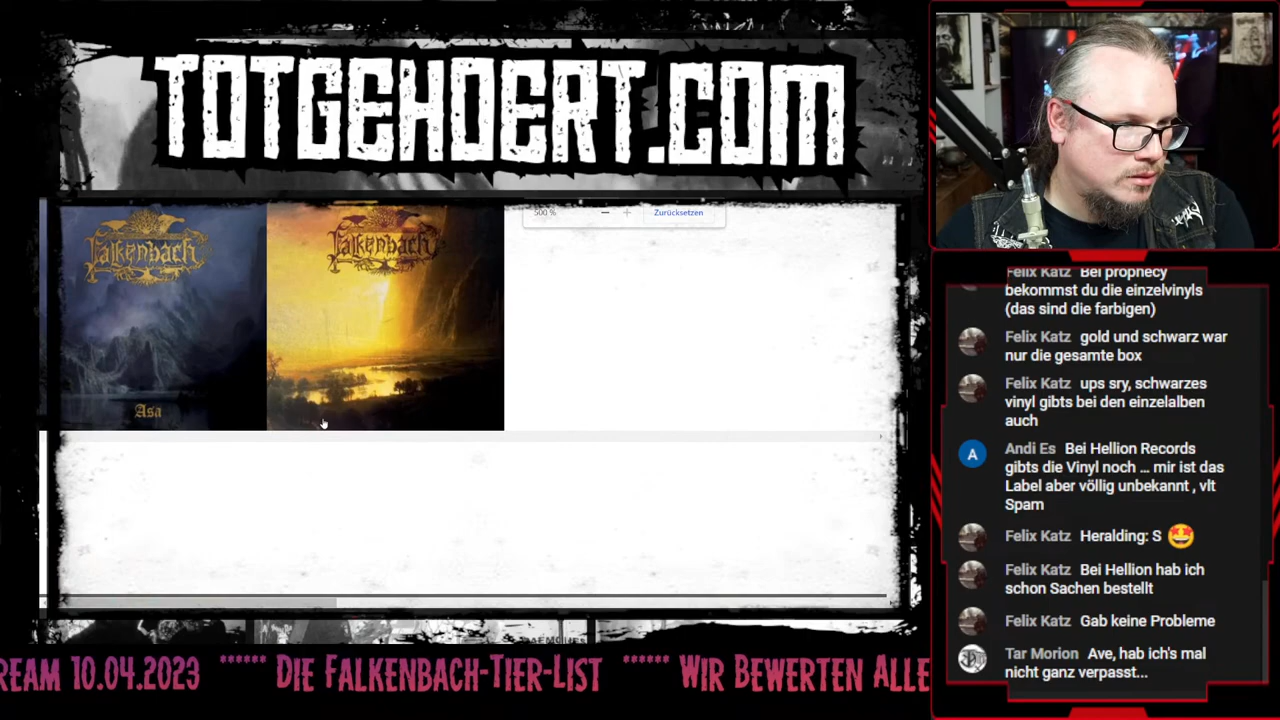 TOTGEHOERT.COM
500 %
Zurücksetzen
Falkenbach
Falkenbach
Asa
Felix Katz Bei prophecy
bekommst du die einzelvinyls
(das sind die farbigen)
Felix Katz gold und schwarz war
nur die gesamte box
Felix Katz ups sry, schwarzes
vinyl gibts bei den einzelalben
auch
A Andi Es Bei Hellion Records
gibts die Vinyl noch ... mir ist das
Label aber völlig unbekannt , vlt
Spam
Felix Katz Heralding: S 🤩
Felix Katz Bei Hellion hab ich
schon Sachen bestellt
Felix Katz Gab keine Probleme
Tar Morion Ave, hab ich's mal
nicht ganz verpasst...
REAM 10.04.2023 ****** DIE FALKENBACH-TIER-LIST ****** WIR BEWERTEN ALLE